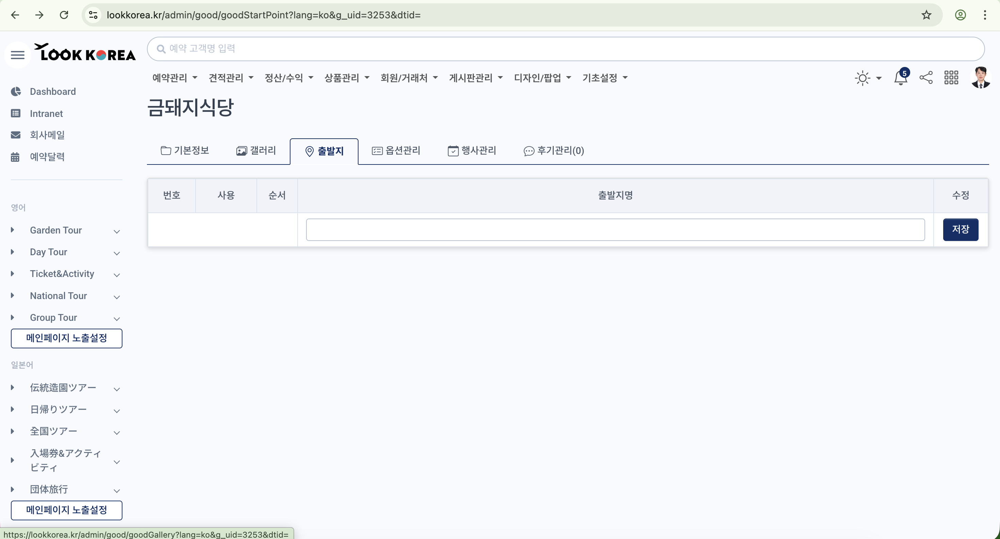 lookkorea.kr/admin/good/goodStartPoint?lang=ko&g_uid=3253&dtid=
LOOK KOREA
예약 고객명 입력
예약관리 견적관리 정산/수익 상품관리 회원/거래처 게시판관리 디자인/팝업 기초설정 5
Dashboard
Intranet
회사메일
예약달력
영어
Garden Tour
Day Tour
Ticket&Activity
National Tour
Group Tour
메인페이지 노출설정
일본어
伝統造園ツアー
日帰りツアー
全国ツアー
入場券&アクティ
ビティ
団体旅行
메인페이지 노출설정
금돼지식당
기본정보 갤러리 출발지 옵션관리 행사관리 후기관리(0)
번호 사용 순서 출발지명 수정
저장
https://lookkorea.kr/admin/good/goodGallery?lang=ko&g_uid=3253&dtid=